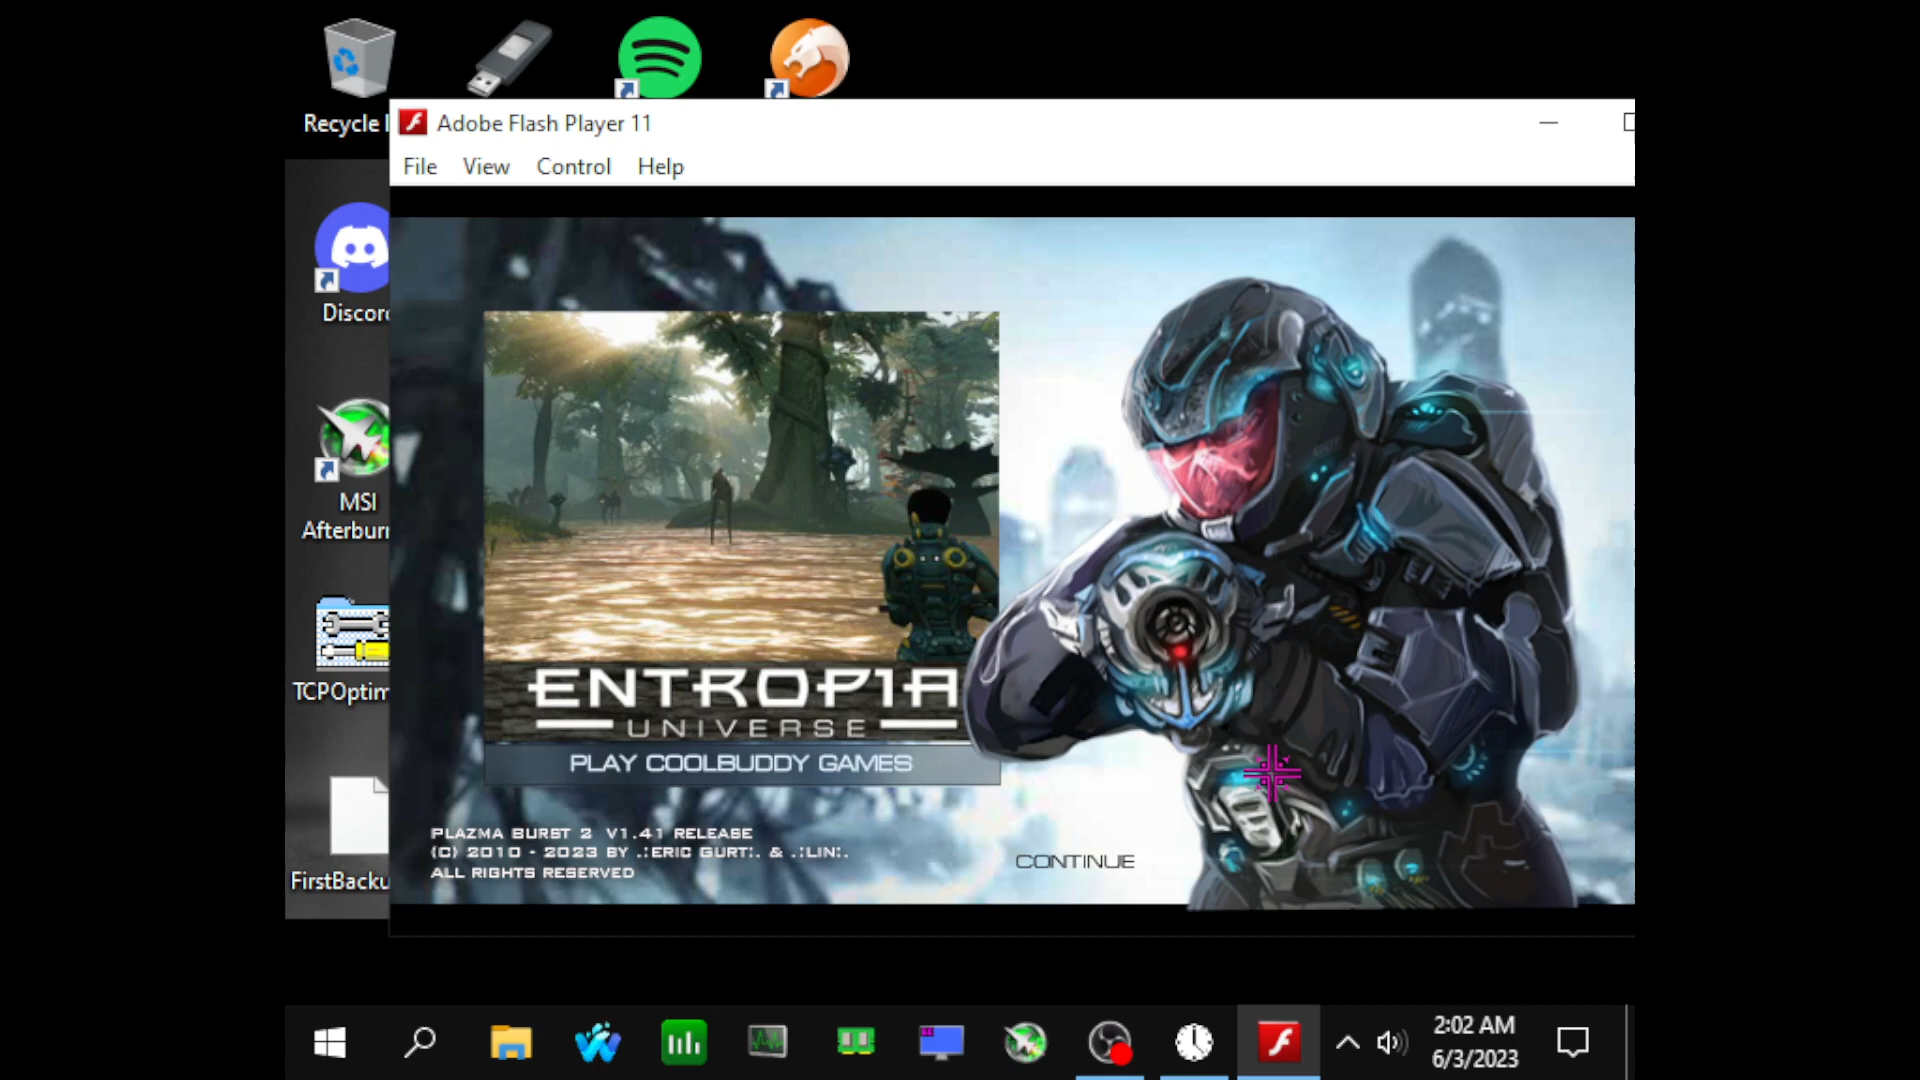 Recycle
Adobe Flash Player 11
File View Control Help
Discord
MSI
Afterburn
TCPOptim
FirstBacku
ENTROPIA
UNIVERSE
PLAY COOLBUDDY GAMES
PLAZMA BURST 2 V1.41 RELEASE
(C) 2010 - 2023 BY .:ERIC GURT:. & .:LIN:.
ALL RIGHTS RESERVED
CONTINUE
2:02 AM
6/3/2023